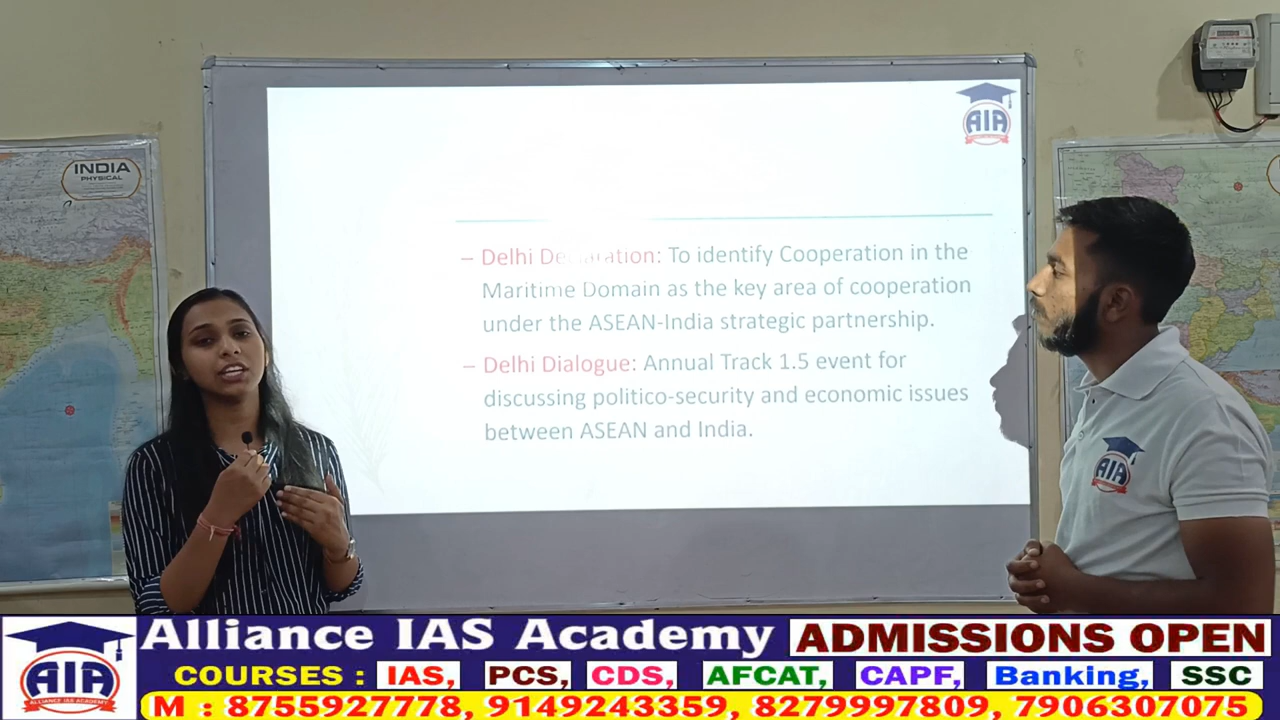 INDIA
PHYSICAL
AIA
– Delhi Declaration: To identify Cooperation in the
Maritime Domain as the key area of cooperation
under the ASEAN-India strategic partnership.
– Delhi Dialogue: Annual Track 1.5 event for
discussing politico-security and economic issues
between ASEAN and India.
AIA
AIA
ALLIANCE IAS ACADEMY
Alliance IAS Academy ADMISSIONS OPEN
COURSES : IAS, PCS, CDS, AFCAT, CAPF, Banking, SSC
M : 8755927778, 9149243359, 8279997809, 7906307075